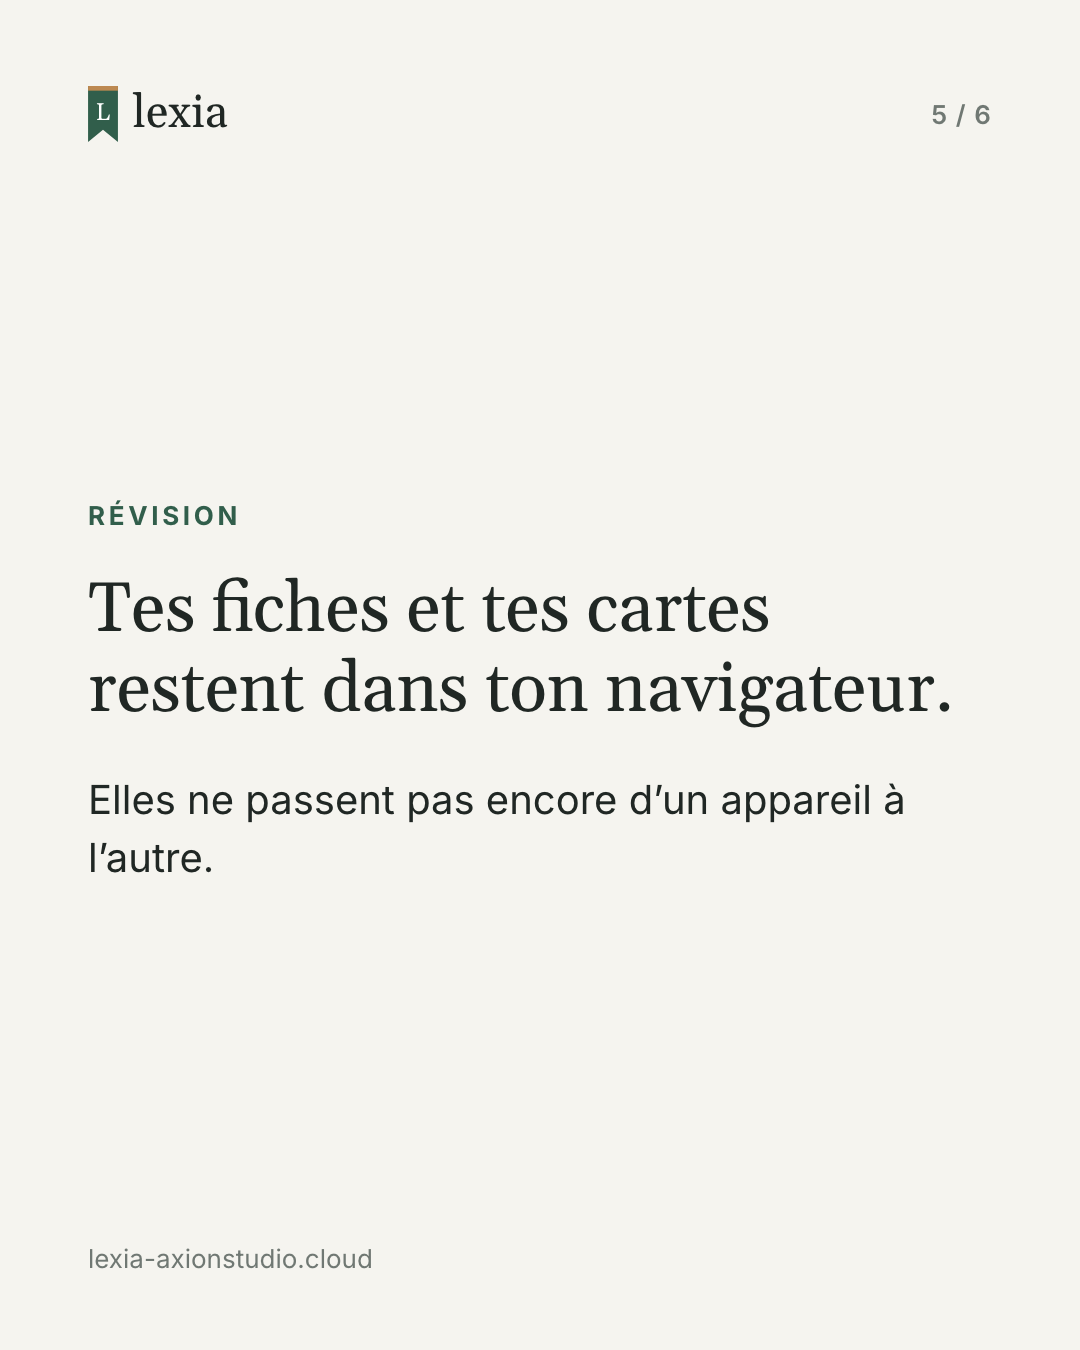 L lexia
5 / 6
RÉVISION
Tes fiches et tes cartes
restent dans ton navigateur.
Elles ne passent pas encore d’un appareil à
l’autre.
lexia-axionstudio.cloud